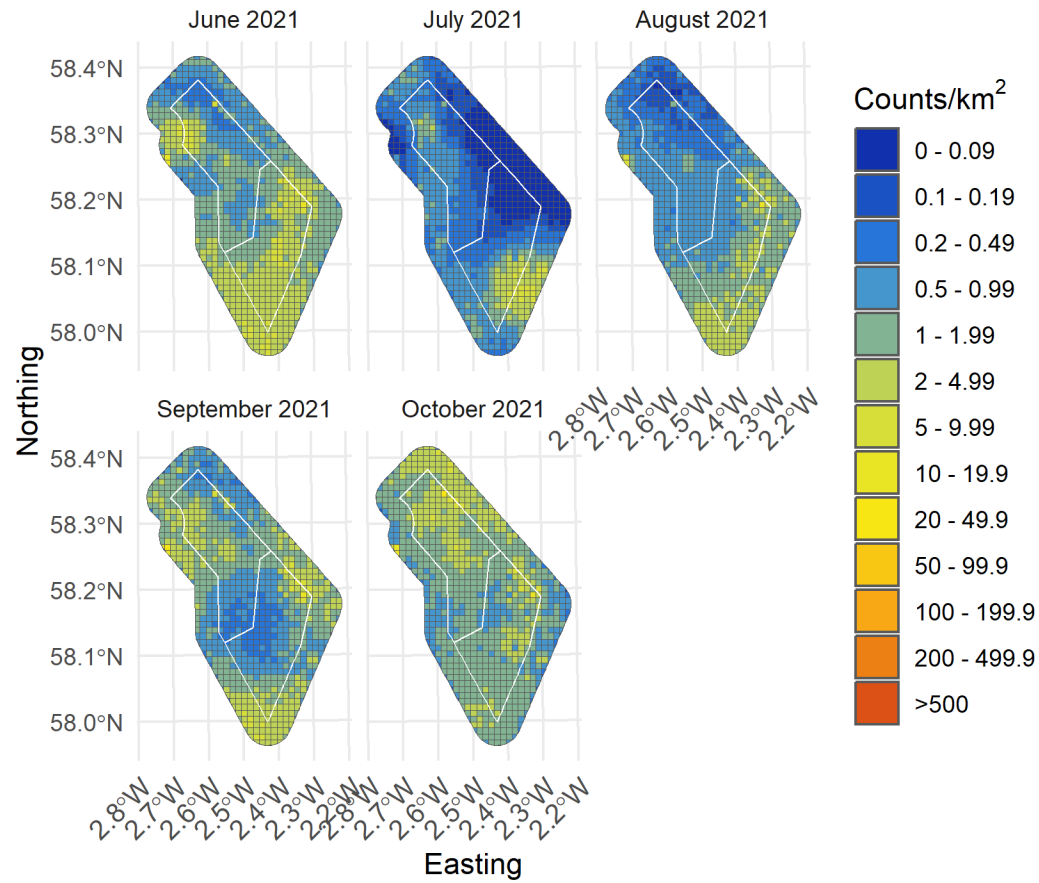 June 2021
July 2021
August 2021
58.4°N
58.3°N
58.2°N
58.1°N
58.0°N
2.8°W
2.7°W
2.6°W
2.5°W
2.4°W
2.3°W
2.2°W
September 2021
October 2021
58.4°N
58.3°N
58.2°N
58.1°N
58.0°N
2.8°W
2.7°W
2.6°W
2.5°W
2.4°W
2.3°W
2.2°W
2.8°W
2.7°W
2.6°W
2.5°W
2.4°W
2.3°W
2.2°W
Northing
Easting
Counts/km²
0 - 0.09
0.1 - 0.19
0.2 - 0.49
0.5 - 0.99
1 - 1.99
2 - 4.99
5 - 9.99
10 - 19.9
20 - 49.9
50 - 99.9
100 - 199.9
200 - 499.9
>500